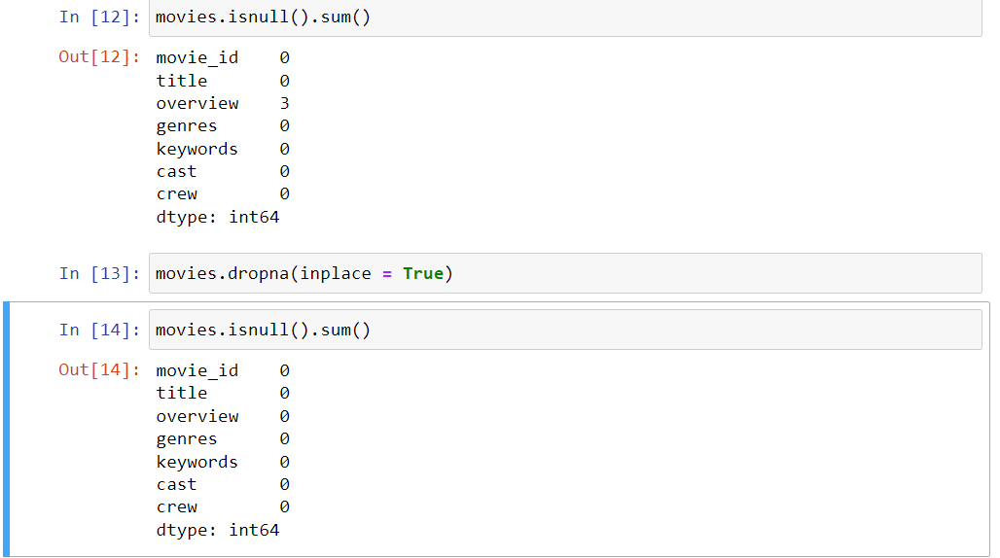 In [12]: movies.isnull().sum()
Out[12]: movie_id    0
title       0
overview    3
genres      0
keywords    0
cast        0
crew        0
dtype: int64
In [13]: movies.dropna(inplace = True)
In [14]: movies.isnull().sum()
Out[14]: movie_id    0
title       0
overview    0
genres      0
keywords    0
cast        0
crew        0
dtype: int64